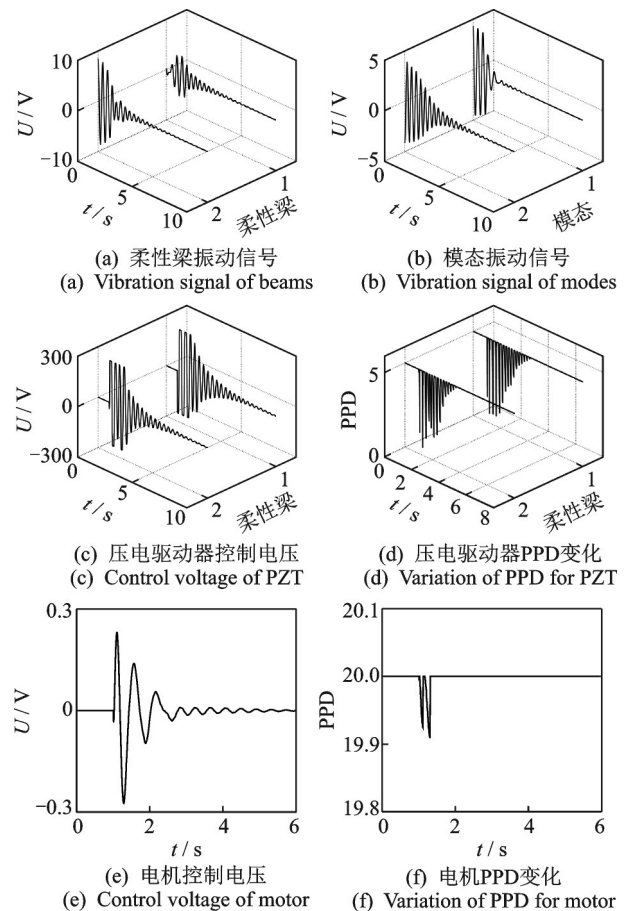 10
0
−10
U / V
0
5
10
t / s
2
1
柔性梁
(a) 柔性梁振动信号
(a) Vibration signal of beams
5
0
−5
U / V
0
5
10
t / s
2
1
模态
(b) 模态振动信号
(b) Vibration signal of modes
300
0
−300
U / V
0
5
10
t / s
2
1
柔性梁
(c) 压电驱动器控制电压
(c) Control voltage of PZT
5
0
PPD
0
2
4
6
8
t / s
2
1
柔性梁
(d) 压电驱动器PPD变化
(d) Variation of PPD for PZT
0.3
0
−0.3
U / V
0
2
4
6
t / s
(e) 电机控制电压
(e) Control voltage of motor
20.1
20.0
19.9
19.8
PPD
0
2
4
6
t / s
(f) 电机PPD变化
(f) Variation of PPD for motor